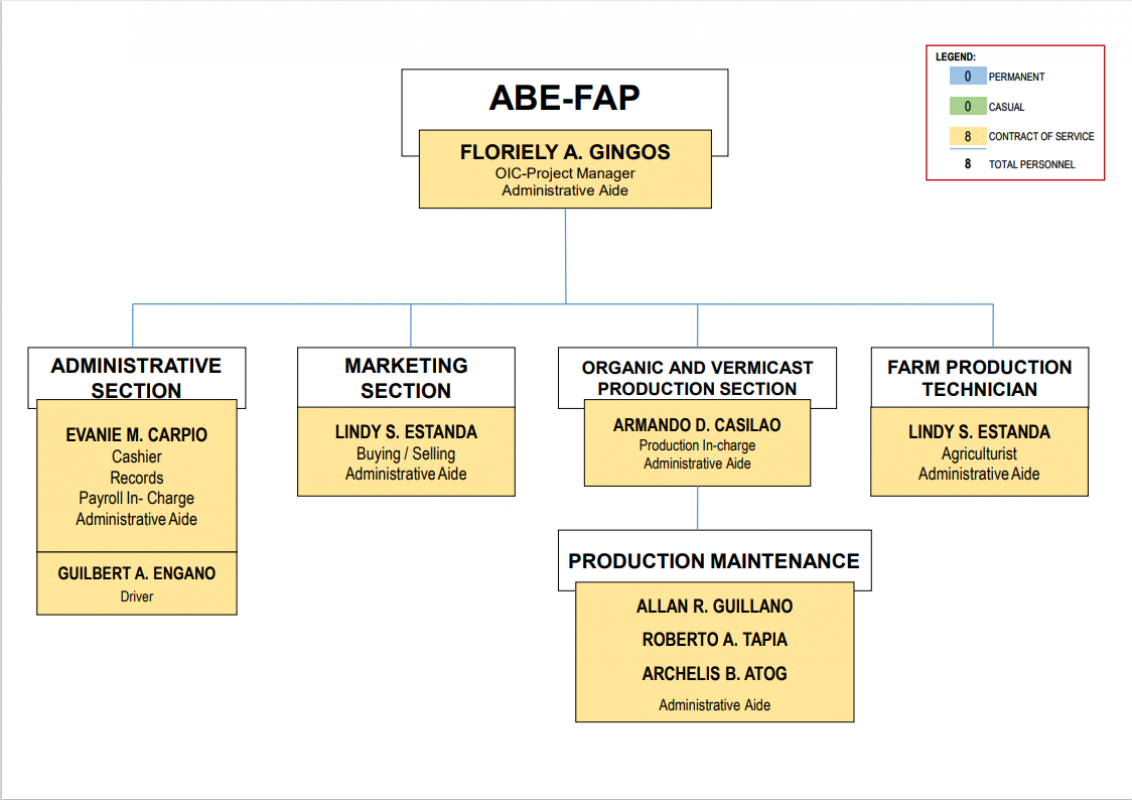 LEGEND:
0 PERMANENT
0 CASUAL
8 CONTRACT OF SERVICE
8 TOTAL PERSONNEL
ABE-FAP
FLORIELY A. GINGOS
OIC-Project Manager
Administrative Aide
ADMINISTRATIVE
SECTION
EVANIE M. CARPIO
Cashier
Records
Payroll In- Charge
Administrative Aide
GUILBERT A. ENGANO
Driver
MARKETING
SECTION
LINDY S. ESTANDA
Buying / Selling
Administrative Aide
ORGANIC AND VERMICAST
PRODUCTION SECTION
ARMANDO D. CASILAO
Production In-charge
Administrative Aide
PRODUCTION MAINTENANCE
ALLAN R. GUILLANO
ROBERTO A. TAPIA
ARCHELIS B. ATOG
Administrative Aide
FARM PRODUCTION
TECHNICIAN
LINDY S. ESTANDA
Agriculturist
Administrative Aide